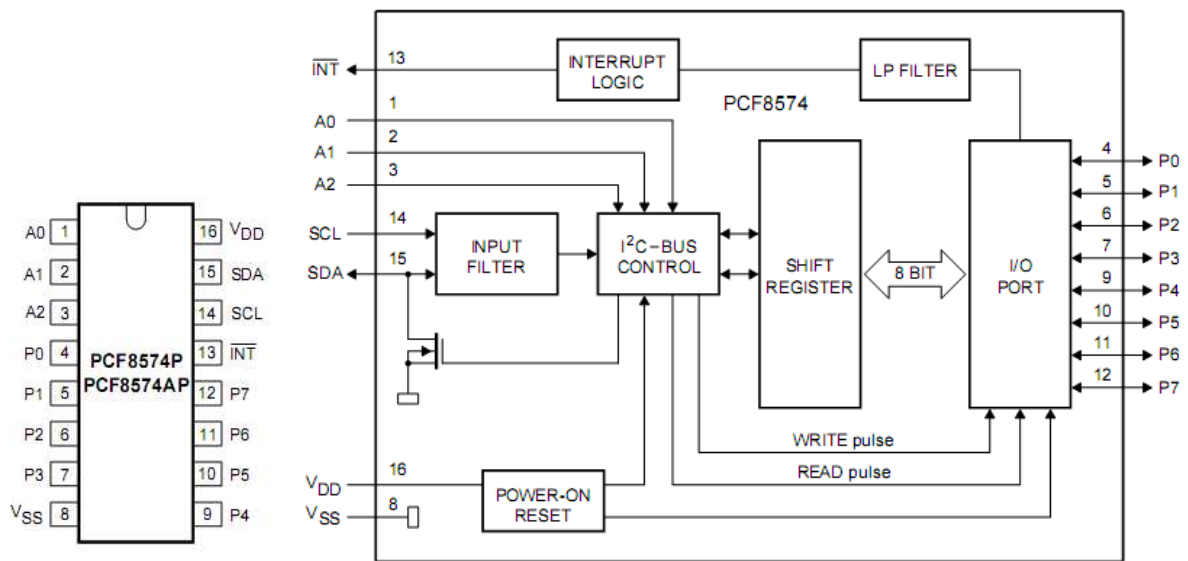 A0 1
A1 2
A2 3
P0 4
P1 5
P2 6
P3 7
VSS 8
PCF8574P
PCF8574AP
16 VDD
15 SDA
14 SCL
13 INT
12 P7
11 P6
10 P5
9 P4
INT 13
INTERRUPT
LOGIC
LP FILTER
PCF8574
A0 1
A1 2
A2 3
SCL 14
SDA 15
INPUT
FILTER
I²C–BUS
CONTROL
SHIFT
REGISTER
8 BIT
I/O
PORT
4 P0
5 P1
6 P2
7 P3
9 P4
10 P5
11 P6
12 P7
WRITE pulse
READ pulse
VDD 16
VSS 8
POWER-ON
RESET